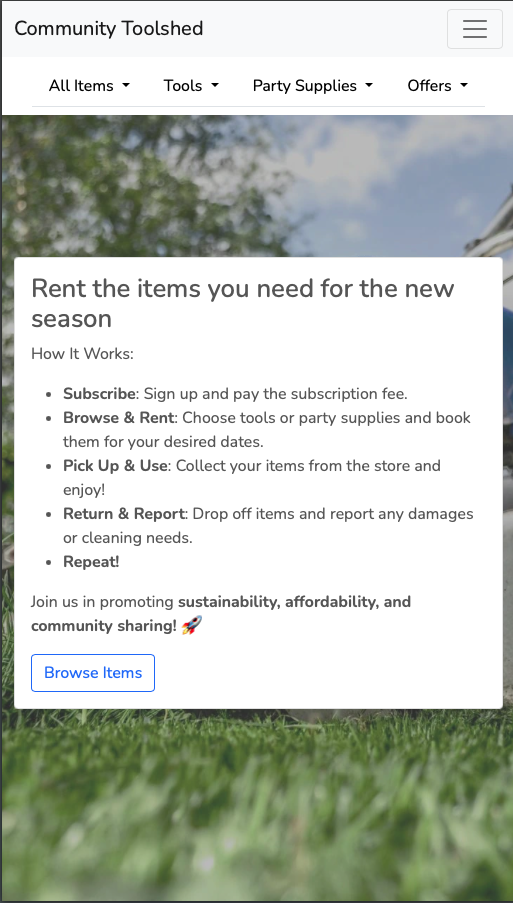 Community Toolshed
All Items Tools Party Supplies Offers
Rent the items you need for the new
season
How It Works:
Subscribe: Sign up and pay the subscription fee.
Browse & Rent: Choose tools or party supplies and book
them for your desired dates.
Pick Up & Use: Collect your items from the store and
enjoy!
Return & Report: Drop off items and report any damages
or cleaning needs.
Repeat!
Join us in promoting sustainability, affordability, and
community sharing! 🚀
Browse Items